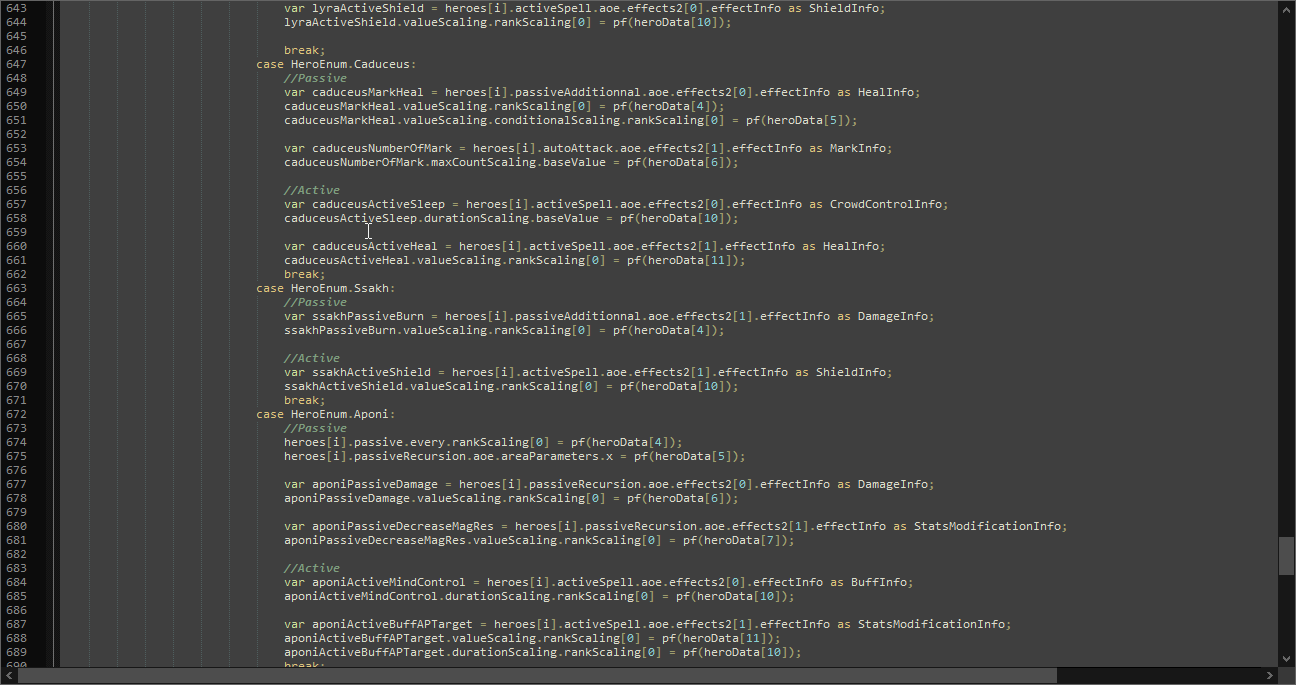 643 var lyraActiveShield = heroes[i].activeSpell.aoe.effects2[0].effectInfo as ShieldInfo;
644 lyraActiveShield.valueScaling.rankScaling[0] = pf(heroData[10]);
645
646 break;
647 case HeroEnum.Caduceus:
648 //Passive
649 var caduceusMarkHeal = heroes[i].passiveAdditionnal.aoe.effects2[0].effectInfo as HealInfo;
650 caduceusMarkHeal.valueScaling.rankScaling[0] = pf(heroData[4]);
651 caduceusMarkHeal.valueScaling.conditionalScaling.rankScaling[0] = pf(heroData[5]);
652
653 var caduceusNumberOfMark = heroes[i].autoAttack.aoe.effects2[1].effectInfo as MarkInfo;
654 caduceusNumberOfMark.maxCountScaling.baseValue = pf(heroData[6]);
655
656 //Active
657 var caduceusActiveSleep = heroes[i].activeSpell.aoe.effects2[0].effectInfo as CrowdControlInfo;
658 caduceusActiveSleep.durationScaling.baseValue = pf(heroData[10]);
659
660 var caduceusActiveHeal = heroes[i].activeSpell.aoe.effects2[1].effectInfo as HealInfo;
661 caduceusActiveHeal.valueScaling.rankScaling[0] = pf(heroData[11]);
662 break;
663 case HeroEnum.Ssakh:
664 //Passive
665 var ssakhPassiveBurn = heroes[i].passiveAdditionnal.aoe.effects2[1].effectInfo as DamageInfo;
666 ssakhPassiveBurn.valueScaling.rankScaling[0] = pf(heroData[4]);
667
668 //Active
669 var ssakhActiveShield = heroes[i].activeSpell.aoe.effects2[1].effectInfo as ShieldInfo;
670 ssakhActiveShield.valueScaling.rankScaling[0] = pf(heroData[10]);
671 break;
672 case HeroEnum.Aponi:
673 //Passive
674 heroes[i].passive.every.rankScaling[0] = pf(heroData[4]);
675 heroes[i].passiveRecursion.aoe.areaParameters.x = pf(heroData[5]);
676
677 var aponiPassiveDamage = heroes[i].passiveRecursion.aoe.effects2[0].effectInfo as DamageInfo;
678 aponiPassiveDamage.valueScaling.rankScaling[0] = pf(heroData[6]);
679
680 var aponiPassiveDecreaseMagRes = heroes[i].passiveRecursion.aoe.effects2[1].effectInfo as StatsModificationInfo;
681 aponiPassiveDecreaseMagRes.valueScaling.rankScaling[0] = pf(heroData[7]);
682
683 //Active
684 var aponiActiveMindControl = heroes[i].activeSpell.aoe.effects2[0].effectInfo as BuffInfo;
685 aponiActiveMindControl.durationScaling.rankScaling[0] = pf(heroData[10]);
686
687 var aponiActiveBuffAPTarget = heroes[i].activeSpell.aoe.effects2[1].effectInfo as StatsModificationInfo;
688 aponiActiveBuffAPTarget.valueScaling.rankScaling[0] = pf(heroData[11]);
689 aponiActiveBuffAPTarget.durationScaling.rankScaling[0] = pf(heroData[10]);
690 break;